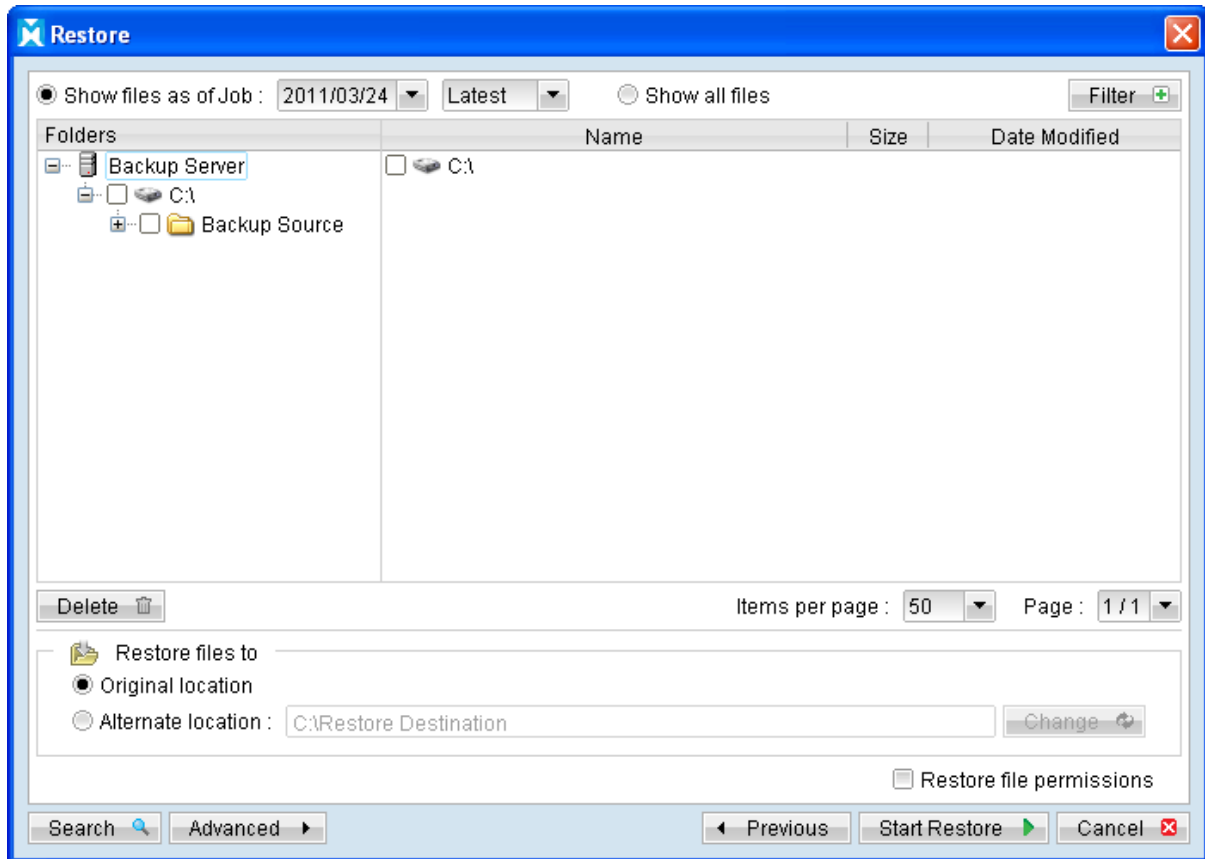 Restore
Show files as of Job : 2011/03/24 Latest Show all files Filter
Folders Name Size Date Modified
Backup Server C:\
C:\
Backup Source
Delete Items per page : 50 Page : 1 / 1
Restore files to
Original location
Alternate location : C:\Restore Destination Change
Restore file permissions
Search Advanced Previous Start Restore Cancel